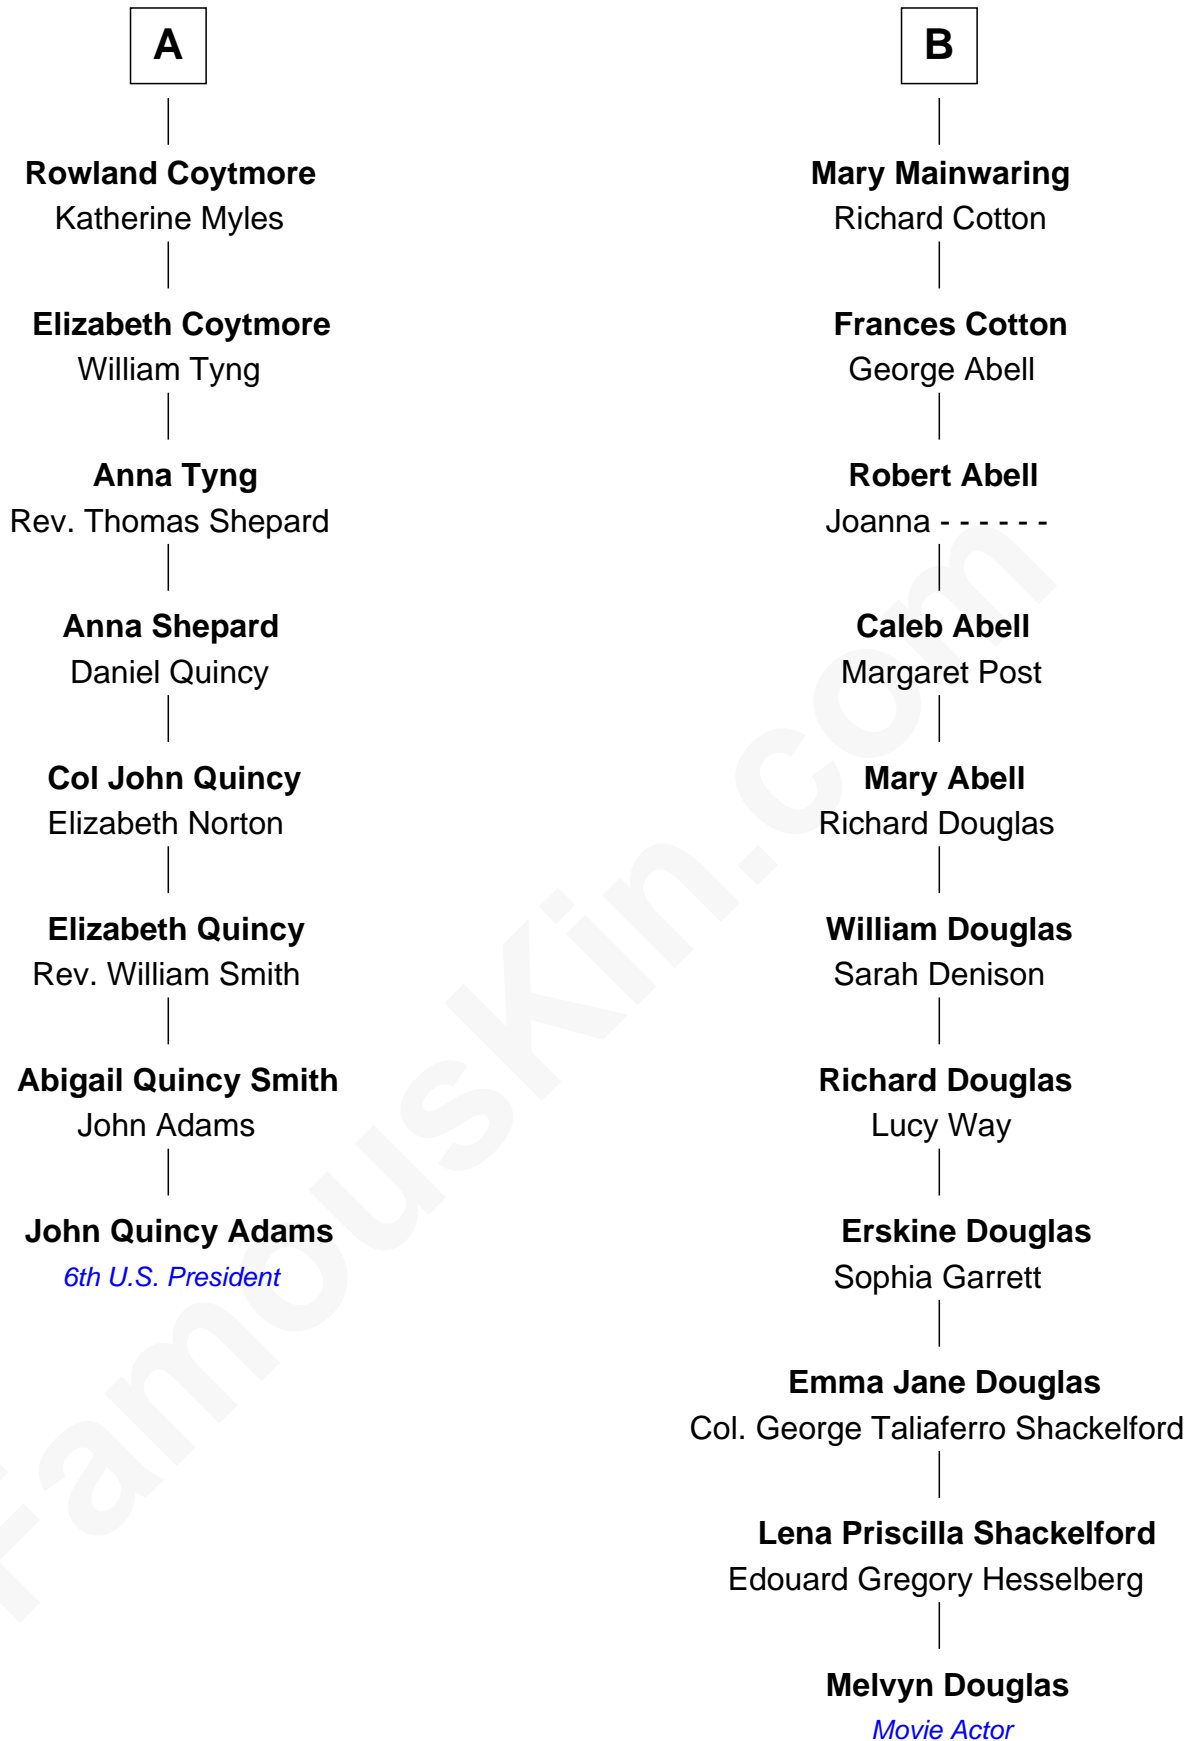 A
Rowland Coytmore
Katherine Myles
Elizabeth Coytmore
William Tyng
Anna Tyng
Rev. Thomas Shepard
Anna Shepard
Daniel Quincy
Col John Quincy
Elizabeth Norton
Elizabeth Quincy
Rev. William Smith
Abigail Quincy Smith
John Adams
John Quincy Adams
6th U.S. President
B
Mary Mainwaring
Richard Cotton
Frances Cotton
George Abell
Robert Abell
Joanna - - - - - -
Caleb Abell
Margaret Post
Mary Abell
Richard Douglas
William Douglas
Sarah Denison
Richard Douglas
Lucy Way
Erskine Douglas
Sophia Garrett
Emma Jane Douglas
Col. George Taliaferro Shackelford
Lena Priscilla Shackelford
Edouard Gregory Hesselberg
Melvyn Douglas
Movie Actor
FamousKin.com